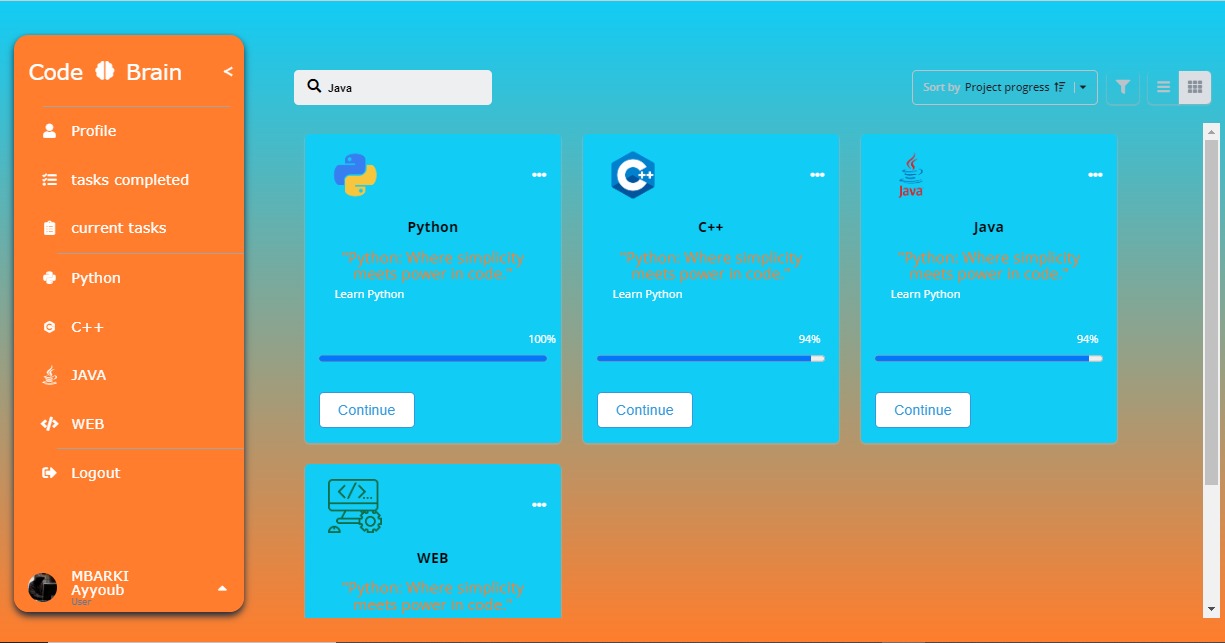 Code Brain <
Profile
tasks completed
current tasks
Python
C++
JAVA
WEB
Logout
MBARKI
Ayyoub
User
Java
Sort by Project progress
Python
"Python: Where simplicity
meets power in code."
Learn Python
100%
Continue
C++
C++
"Python: Where simplicity
meets power in code."
Learn Python
94%
Continue
Java
Java
"Python: Where simplicity
meets power in code."
Learn Python
94%
Continue
</>...
WEB
"Python: Where simplicity
meets power in code."